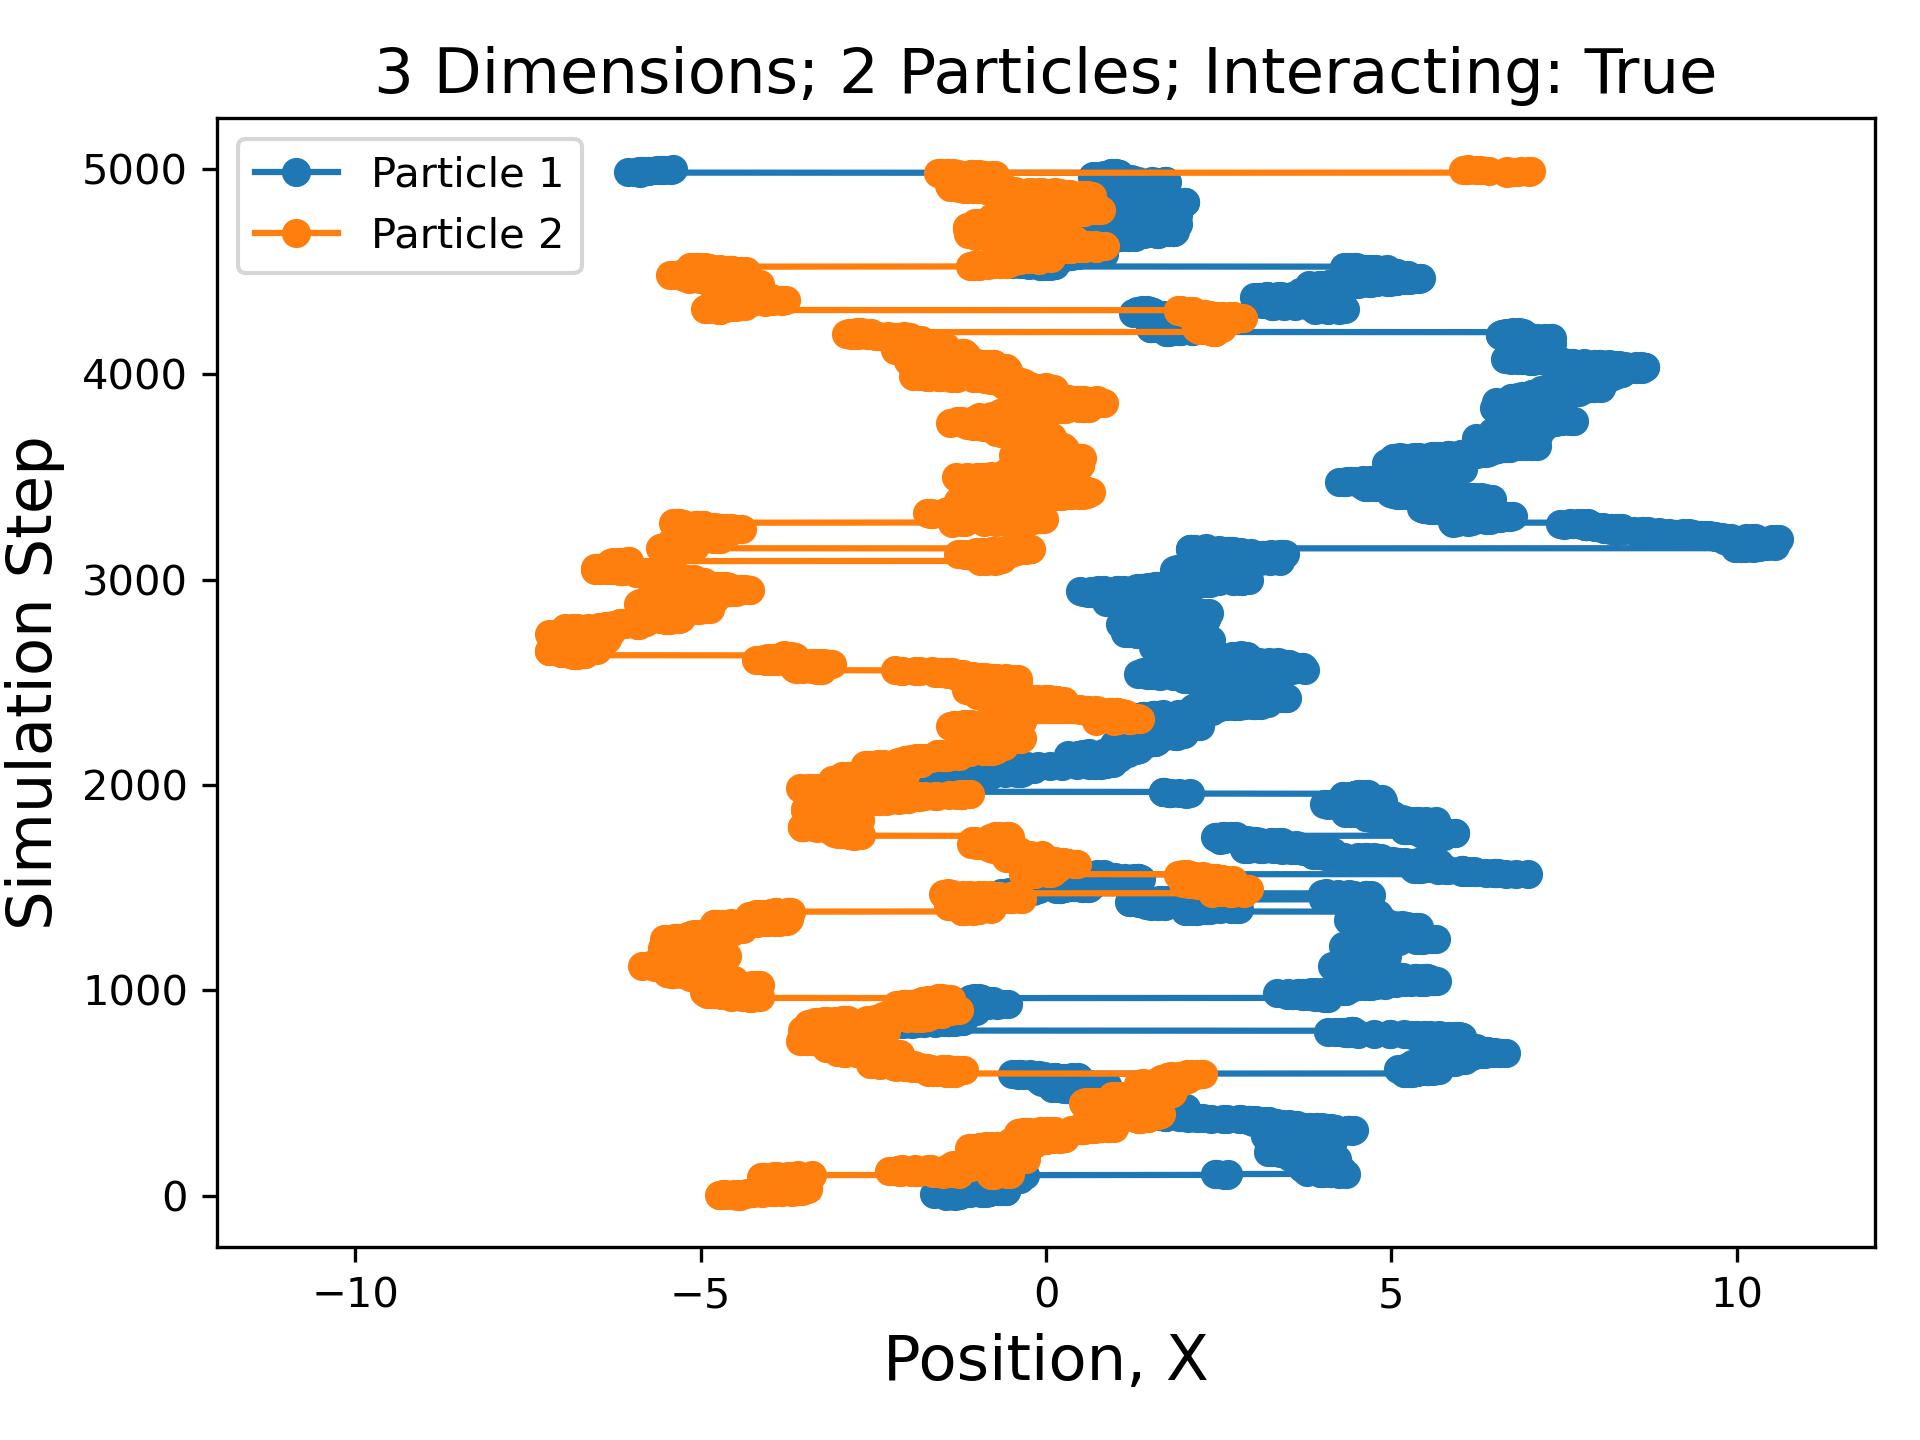 3 Dimensions; 2 Particles; Interacting: True
Particle 1
Particle 2
5000
4000
3000
2000
1000
0
Simulation Step
−10
−5
0
5
10
Position, X